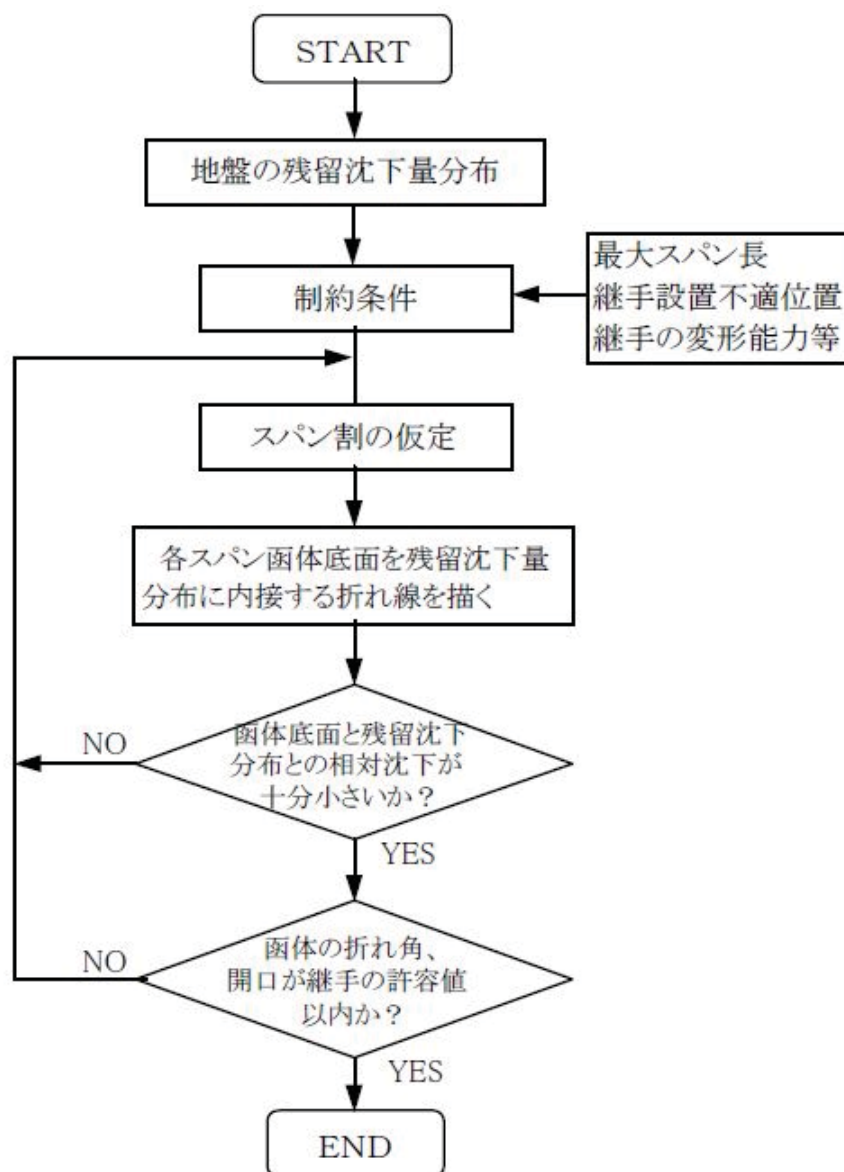 START
地盤の残留沈下量分布
最大スパン長
継手設置不適位置
継手の変形能力等
制約条件
スパン割の仮定
各スパン函体底面を残留沈下量
分布に内接する折れ線を描く
函体底面と残留沈下
分布との相対沈下が
十分小さいか？
NO
YES
函体の折れ角、
開口が継手の許容値
以内か？
NO
YES
END